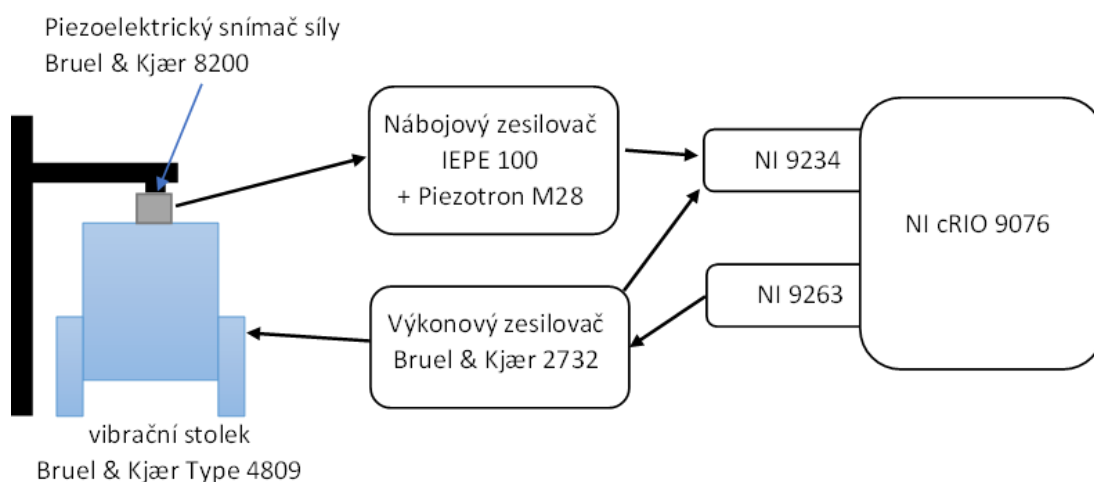 Piezoelektrický snímač síly
Bruel & Kjær 8200
Nábojový zesilovač
IEPE 100
+ Piezotron M28
NI 9234
NI cRIO 9076
NI 9263
Výkonový zesilovač
Bruel & Kjær 2732
vibrační stolek
Bruel & Kjær Type 4809